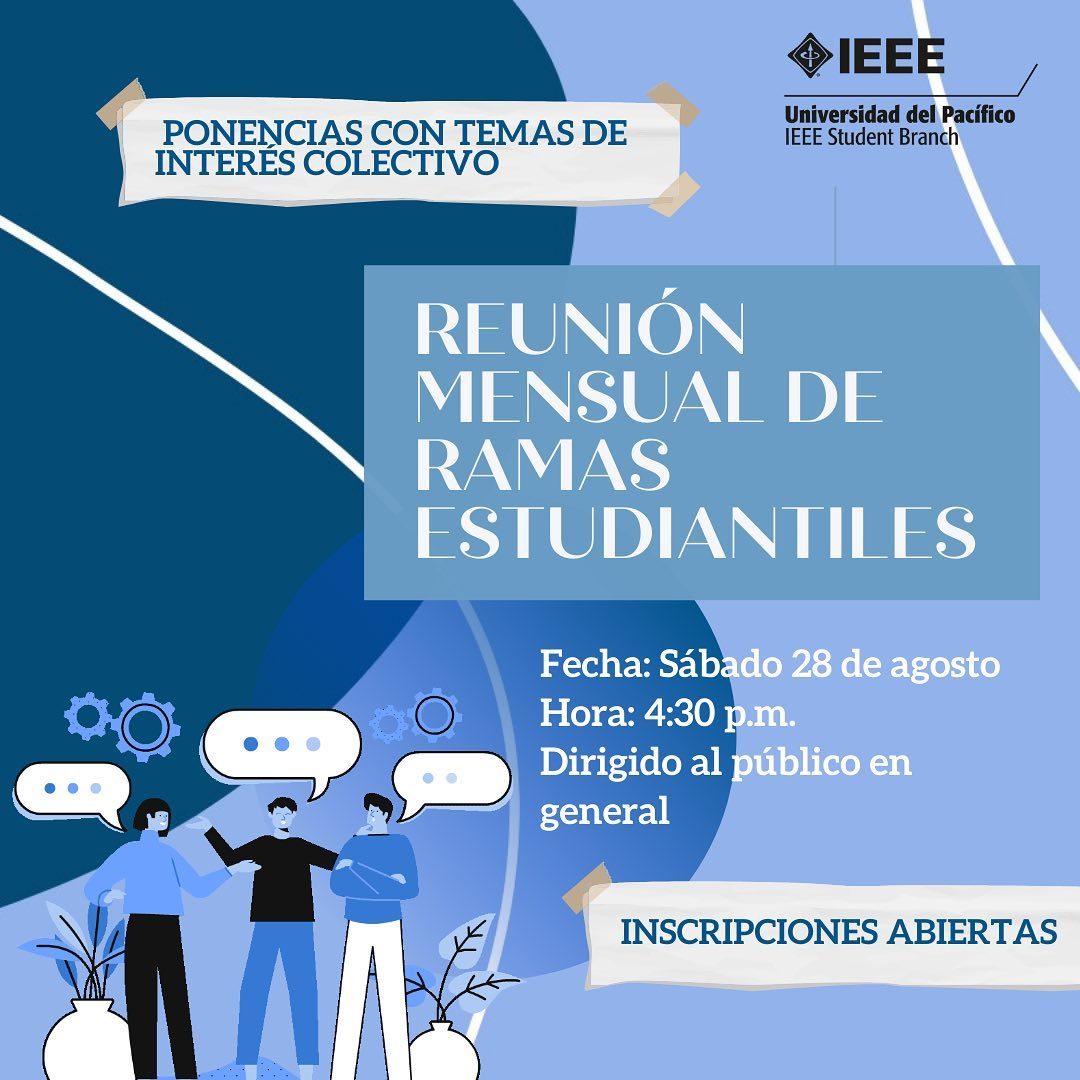 IEEE
Universidad del Pacífico
IEEE Student Branch
PONENCIAS CON TEMAS DE
INTERÉS COLECTIVO
REUNIÓN
MENSUAL DE
RAMAS
ESTUDIANTILES
Fecha: Sábado 28 de agosto
Hora: 4:30 p.m.
Dirigido al público en
general
INSCRIPCIONES ABIERTAS